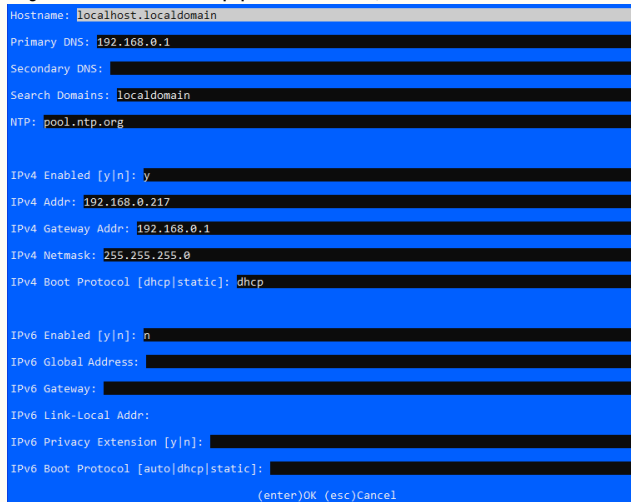 Hostname: localhost.localdomain
Primary DNS: 192.168.0.1
Secondary DNS:
Search Domains: localdomain
NTP: pool.ntp.org
IPv4 Enabled [y|n]: y
IPv4 Addr: 192.168.0.217
IPv4 Gateway Addr: 192.168.0.1
IPv4 Netmask: 255.255.255.0
IPv4 Boot Protocol [dhcp|static]: dhcp
IPv6 Enabled [y|n]: n
IPv6 Global Address:
IPv6 Gateway:
IPv6 Link-Local Addr:
IPv6 Privacy Extension [y|n]:
IPv6 Boot Protocol [auto|dhcp|static]:
(enter)OK (esc)Cancel